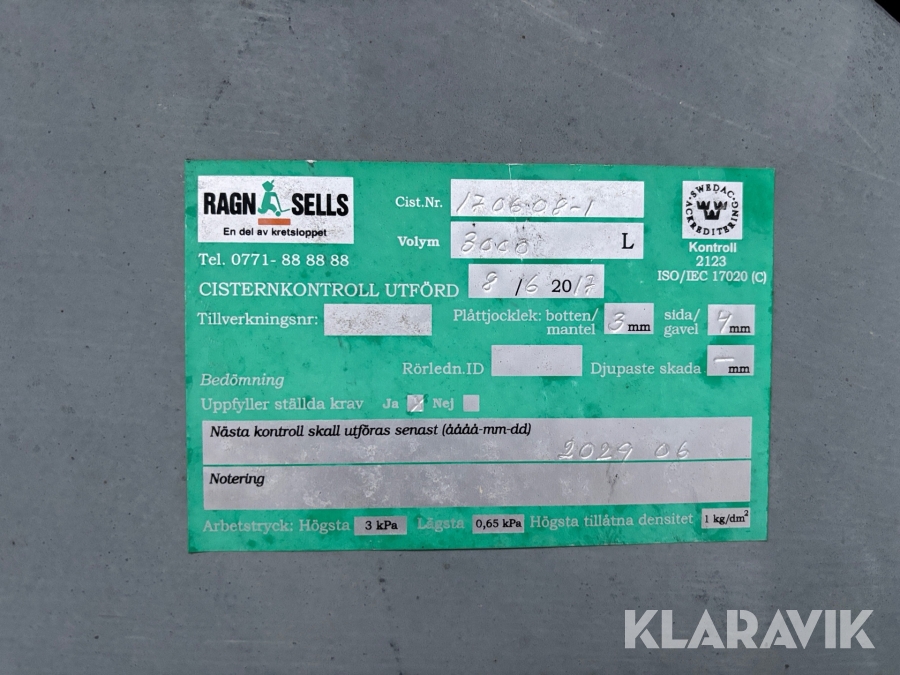 RAGN SELLS
En del av kretsloppet
Tel. 0771- 88 88 88
Cist.Nr. 170608-1
Volym 3000 L
SWEDAC ACKREDITERING
Kontroll
2123
ISO/IEC 17020 (C)
CISTERNKONTROLL UTFÖRD 8/6 2017
Tillverkningsnr:
Plåttjocklek: botten/mantel 3 mm sida/gavel 4 mm
Rörledn.ID
Djupaste skada — mm
Bedömning
Uppfyller ställda krav Ja Nej
Nästa kontroll skall utföras senast (åååå-mm-dd)
2029 06
Notering
Arbetstryck: Högsta 3 kPa Lägsta 0,65 kPa Högsta tillåtna densitet 1 kg/dm²
KLARAVIK